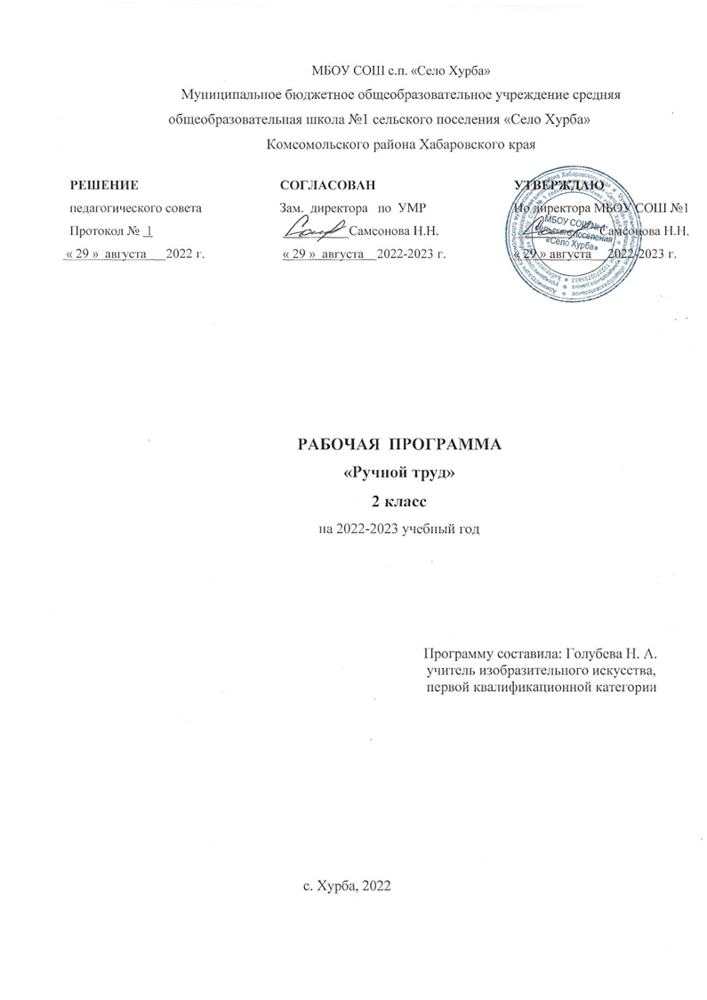 МБОУ СОШ с.п. «Село Хурба»
Муниципальное бюджетное общеобразовательное учреждение средняя
общеобразовательная школа №1 сельского поселения «Село Хурба»
Комсомольского района Хабаровского края
РЕШЕНИЕ
педагогического совета
Протокол № 1
« 29 » августа 2022 г.
СОГЛАСОВАН
Зам. директора по УМР
Самсонова Н.Н.
« 29 » августа 2022-2023 г.
УТВЕРЖДАЮ
Ио директора МБОУ СОШ №1
Самсонова Н.Н.
« 29 » августа 2022-2023 г.
МБОУ СОШ №1
сельского поселения
«Село Хурба»
РАБОЧАЯ ПРОГРАММА
«Ручной труд»
2 класс
на 2022-2023 учебный год
Программу составила: Голубева Н. А.
учитель изобразительного искусства,
первой квалификационной категории
с. Хурба, 2022